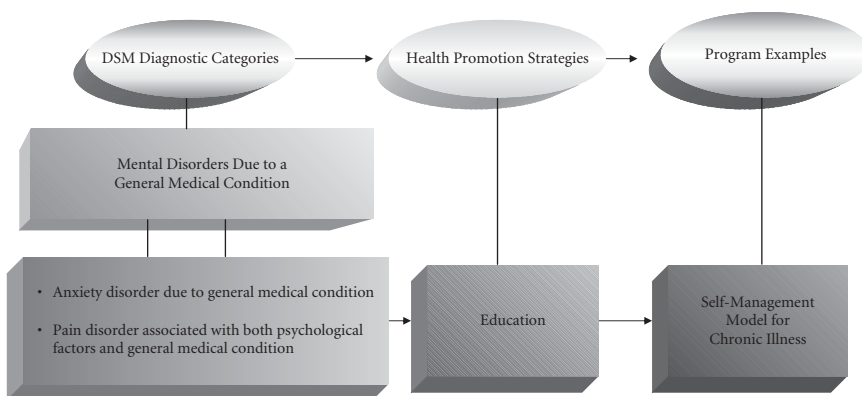 DSM Diagnostic Categories
Health Promotion Strategies
Program Examples
Mental Disorders Due to a
General Medical Condition
• Anxiety disorder due to general medical condition
• Pain disorder associated with both psychological
factors and general medical condition
Education
Self-Management
Model for
Chronic Illness